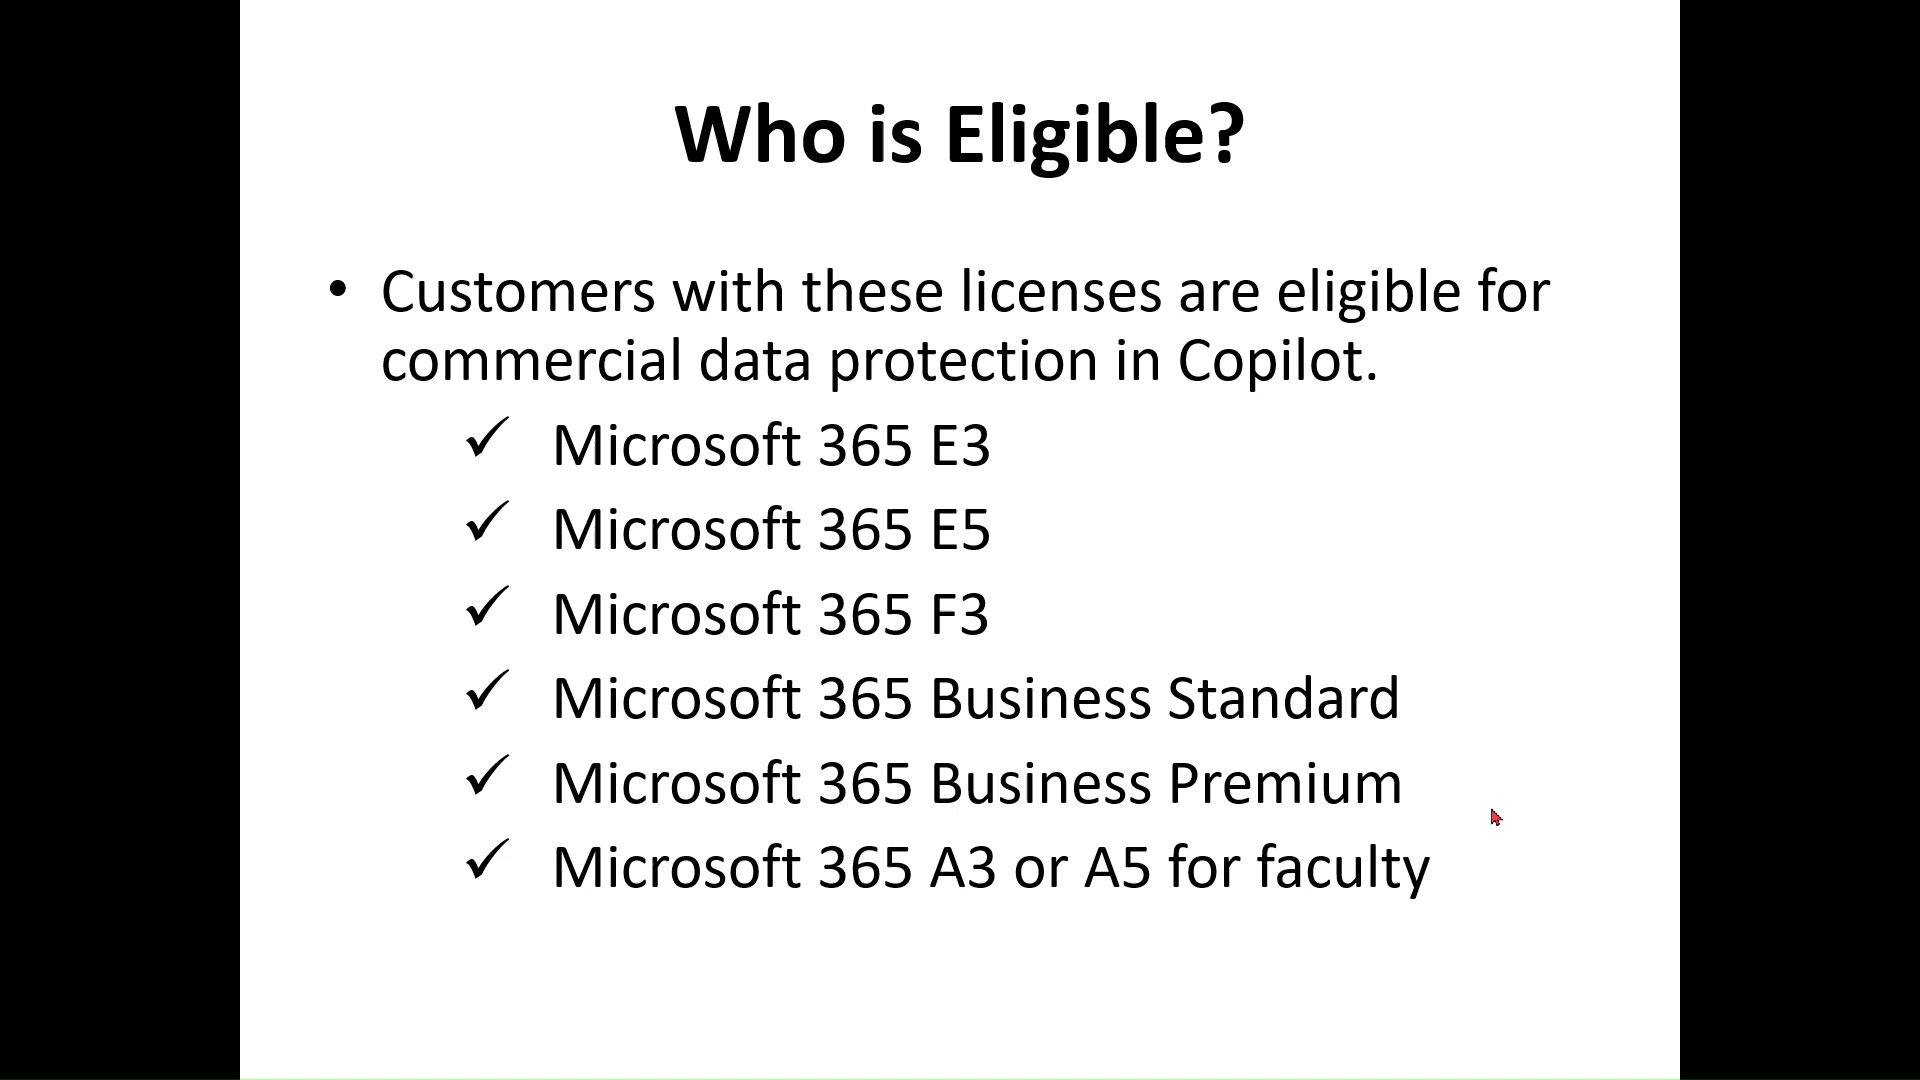 Who is Eligible?
• Customers with these licenses are eligible for
commercial data protection in Copilot.
✓ Microsoft 365 E3
✓ Microsoft 365 E5
✓ Microsoft 365 F3
✓ Microsoft 365 Business Standard
✓ Microsoft 365 Business Premium
✓ Microsoft 365 A3 or A5 for faculty